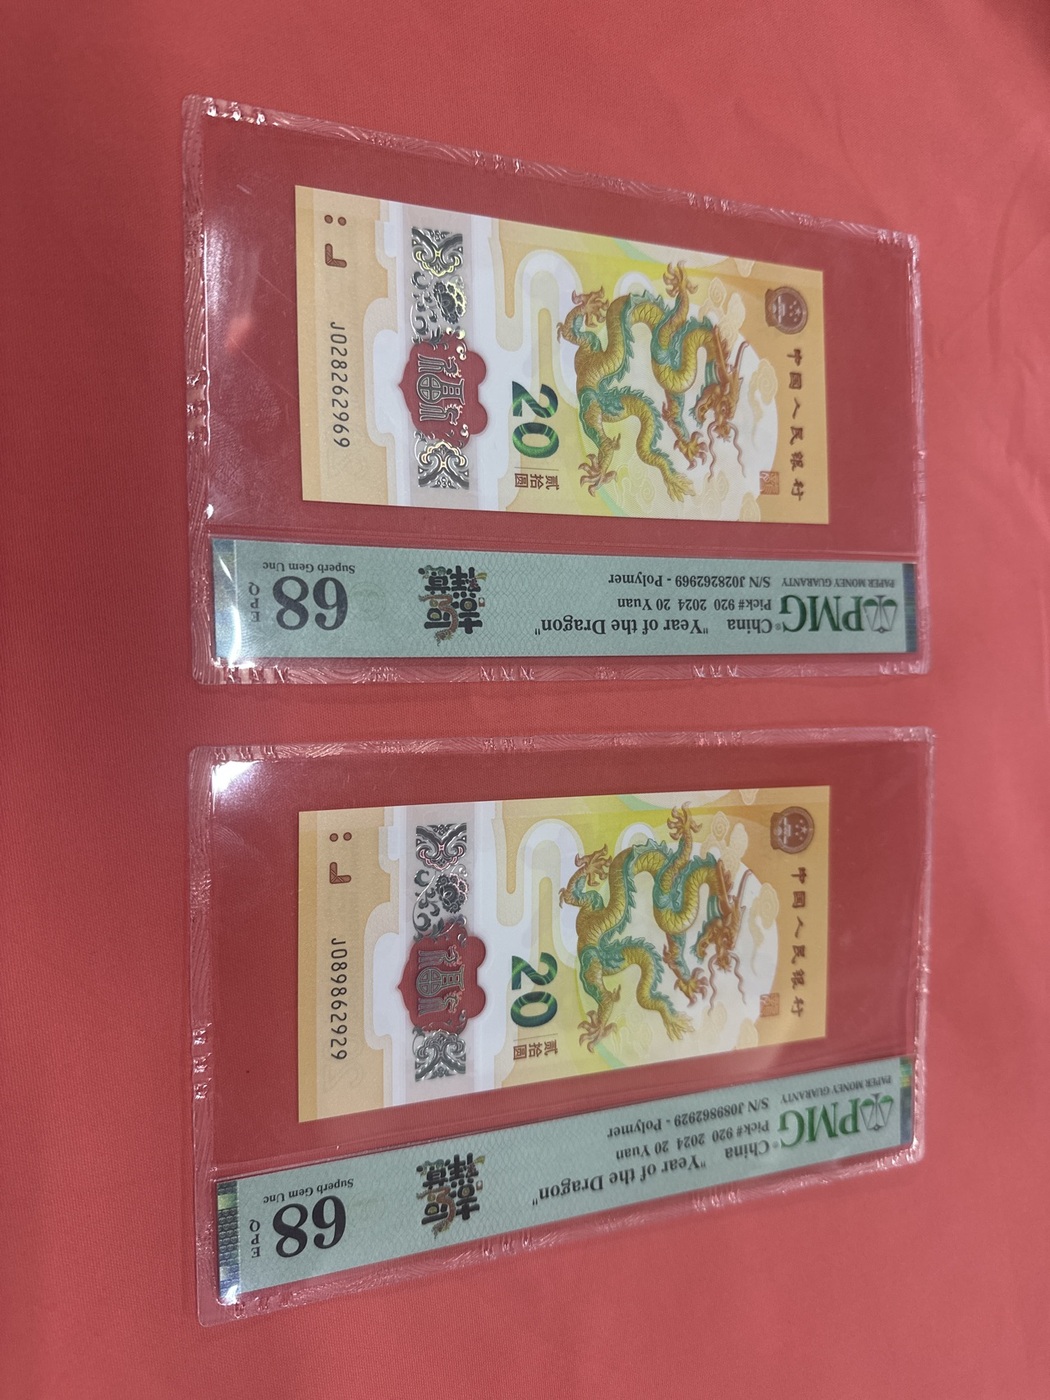 中国人民银行
20
贰拾圆
福
J028262969
PMG
PAPER MONEY GUARANTY
China "Year of the Dragon"
Pick# 920 2024 20 Yuan
S/N J028262969 - Polymer
68
Superb Gem Unc
EPQ
中国人民银行
20
贰拾圆
福
J089862929
PMG
PAPER MONEY GUARANTY
China "Year of the Dragon"
Pick# 920 2024 20 Yuan
S/N J089862929 - Polymer
68
Superb Gem Unc
EPQ